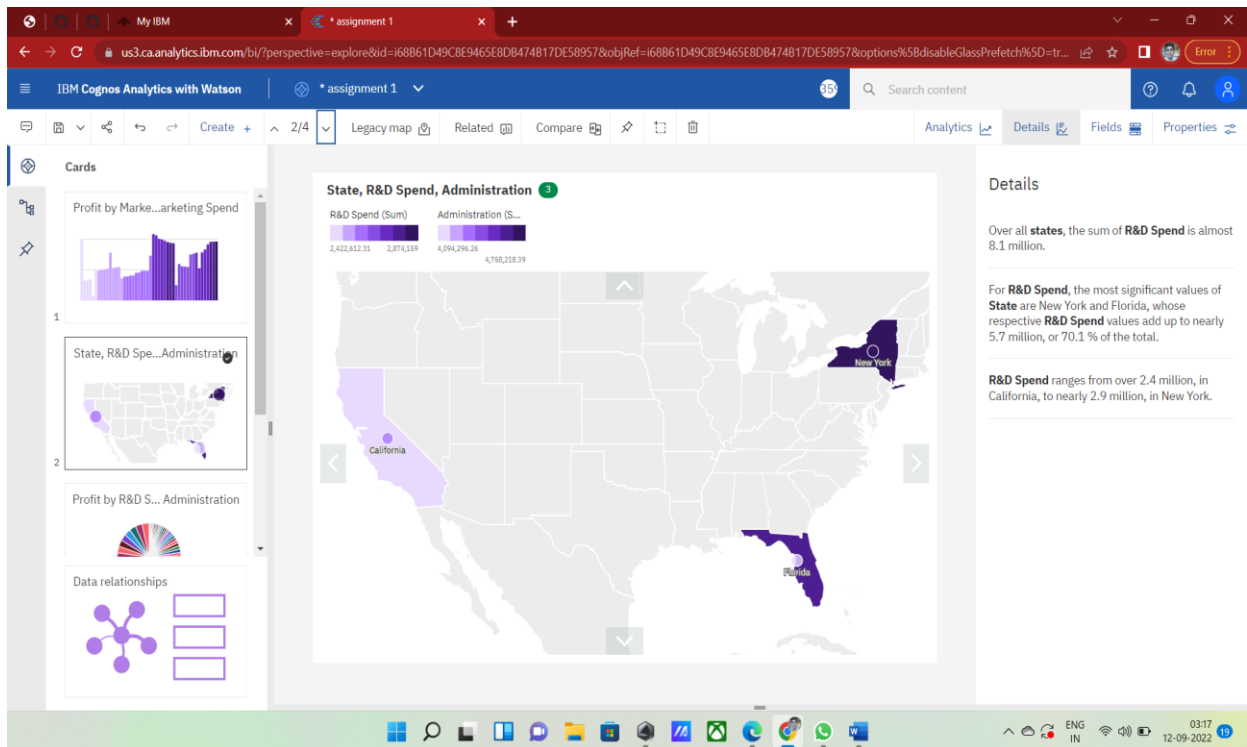 My IBM
* assignment 1
us3.ca.analytics.ibm.com/bi/?perspective=explore&id=i68B61D49C8E9465E8DB474B17DE58957&objRef=i68B61D49C8E9465E8DB474B17DE58957&options%5BdisableGlassPrefetch%5D=tr...
Error
IBM Cognos Analytics with Watson
* assignment 1
Search content
Create +
2/4
Legacy map
Related
Compare
Analytics
Details
Fields
Properties
Cards
Profit by Marke...arketing Spend
1
State, R&D Spe...Administration
2
Profit by R&D S... Administration
Data relationships
State, R&D Spend, Administration 3
R&D Spend (Sum)
Administration (S...
2,422,612.31
2,874,159
4,094,296.26
4,758,218.39
New York
California
Florida
Details
Over all states, the sum of R&D Spend is almost
8.1 million.
For R&D Spend, the most significant values of
State are New York and Florida, whose
respective R&D Spend values add up to nearly
5.7 million, or 70.1 % of the total.
R&D Spend ranges from over 2.4 million, in
California, to nearly 2.9 million, in New York.
ENG
IN
03:17
12-09-2022
19